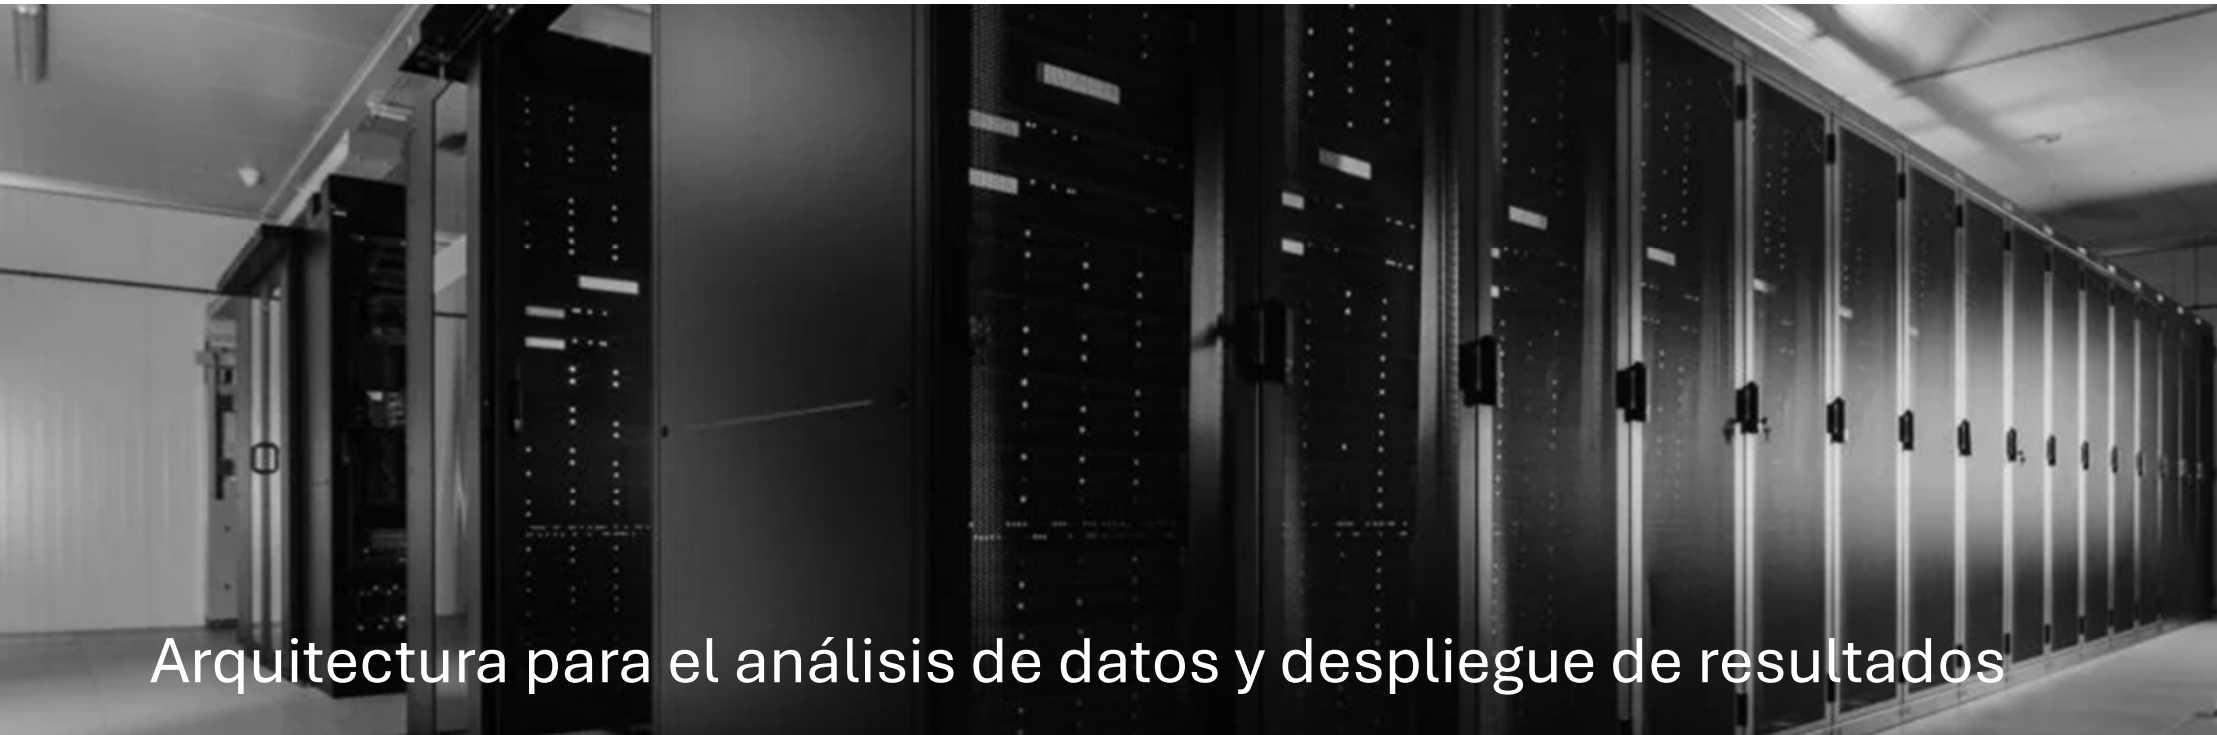 Arquitectura para el análisis de datos y despliegue de resultados